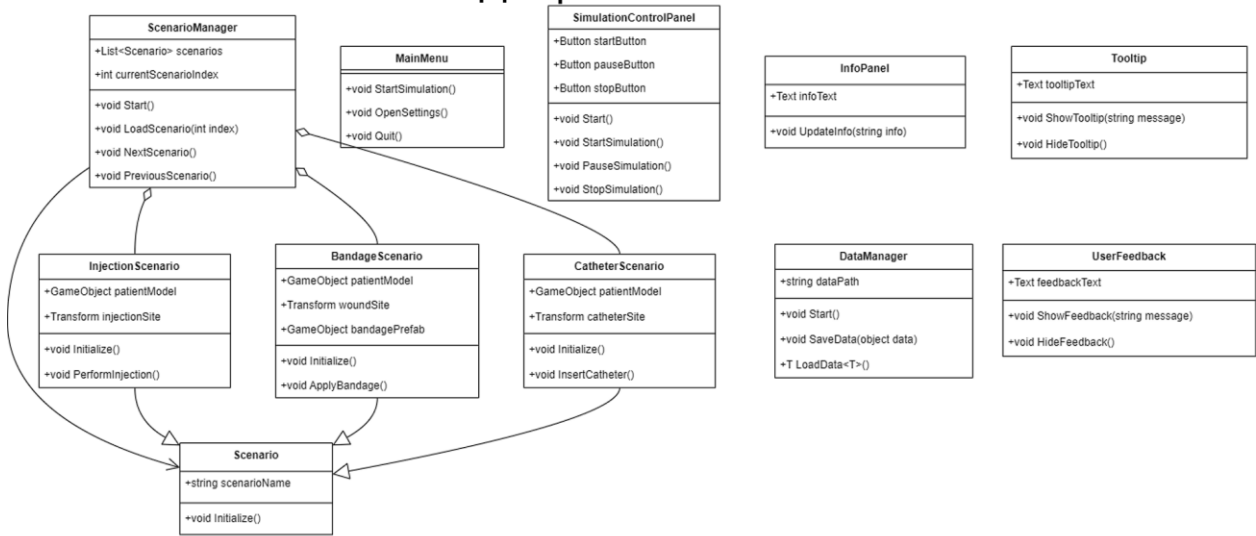 ScenarioManager
+List<Scenario> scenarios
+int currentScenarioIndex
+void Start()
+void LoadScenario(int index)
+void NextScenario()
+void PreviousScenario()
MainMenu
+void StartSimulation()
+void OpenSettings()
+void Quit()
SimulationControlPanel
+Button startButton
+Button pauseButton
+Button stopButton
+void Start()
+void StartSimulation()
+void PauseSimulation()
+void StopSimulation()
InfoPanel
+Text infoText
+void UpdateInfo(string info)
Tooltip
+Text tooltipText
+void ShowTooltip(string message)
+void HideTooltip()
InjectionScenario
+GameObject patientModel
+Transform injectionSite
+void Initialize()
+void PerformInjection()
BandageScenario
+GameObject patientModel
+Transform woundSite
+GameObject bandagePrefab
+void Initialize()
+void ApplyBandage()
CatheterScenario
+GameObject patientModel
+Transform catheterSite
+void Initialize()
+void InsertCatheter()
DataManager
+string dataPath
+void Start()
+void SaveData(object data)
+T LoadData<T>()
UserFeedback
+Text feedbackText
+void ShowFeedback(string message)
+void HideFeedback()
Scenario
+string scenarioName
+void Initialize()